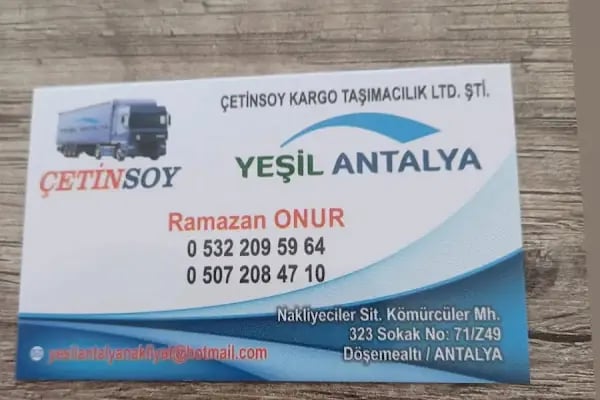 ÇETİNSOY KARGO TAŞIMACILIK LTD. ŞTİ.
ÇETİNSOY
YEŞİL ANTALYA
Ramazan ONUR
0 532 209 59 64
0 507 208 47 10
Nakliyeciler Sit. Kömürcüler Mh.
323 Sokak No: 71/Z49
Döşemealtı / ANTALYA
yesilantalyanakliyat@hotmail.com